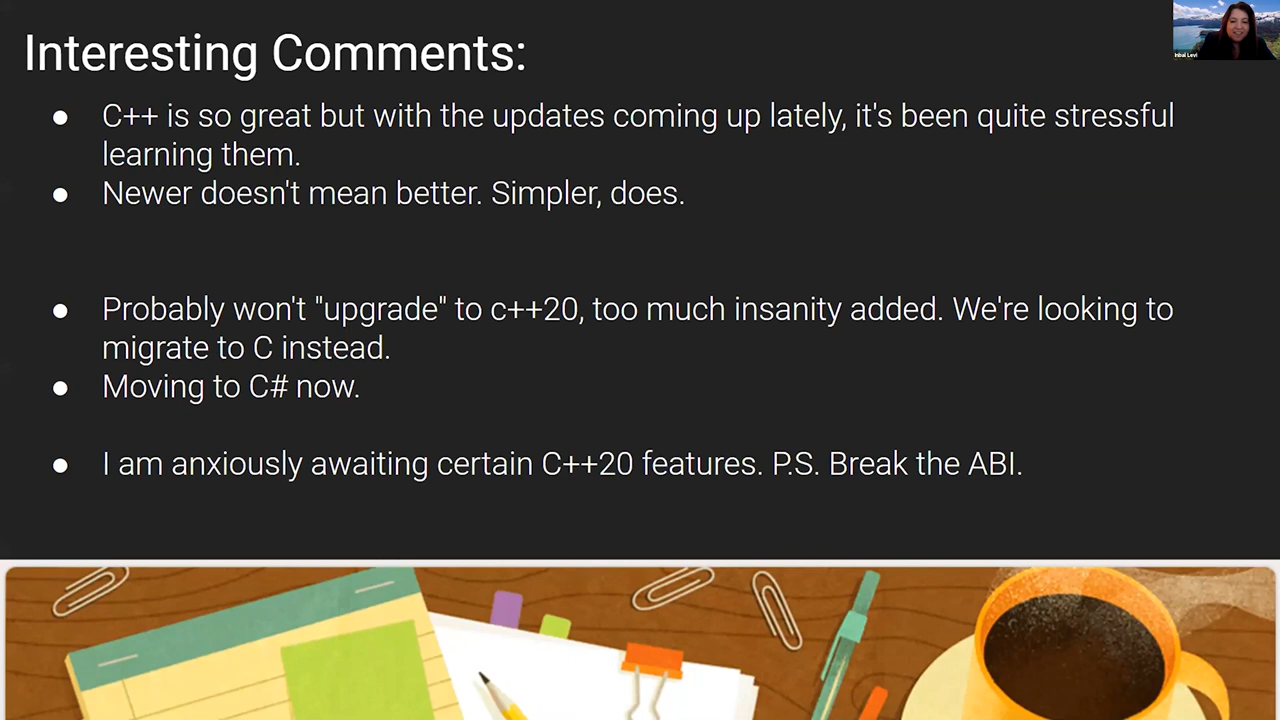 Interesting Comments:
Inbal Levi
● C++ is so great but with the updates coming up lately, it's been quite stressful
learning them.
● Newer doesn't mean better. Simpler, does.
● Probably won't "upgrade" to c++20, too much insanity added. We're looking to
migrate to C instead.
● Moving to C# now.
● I am anxiously awaiting certain C++20 features. P.S. Break the ABI.